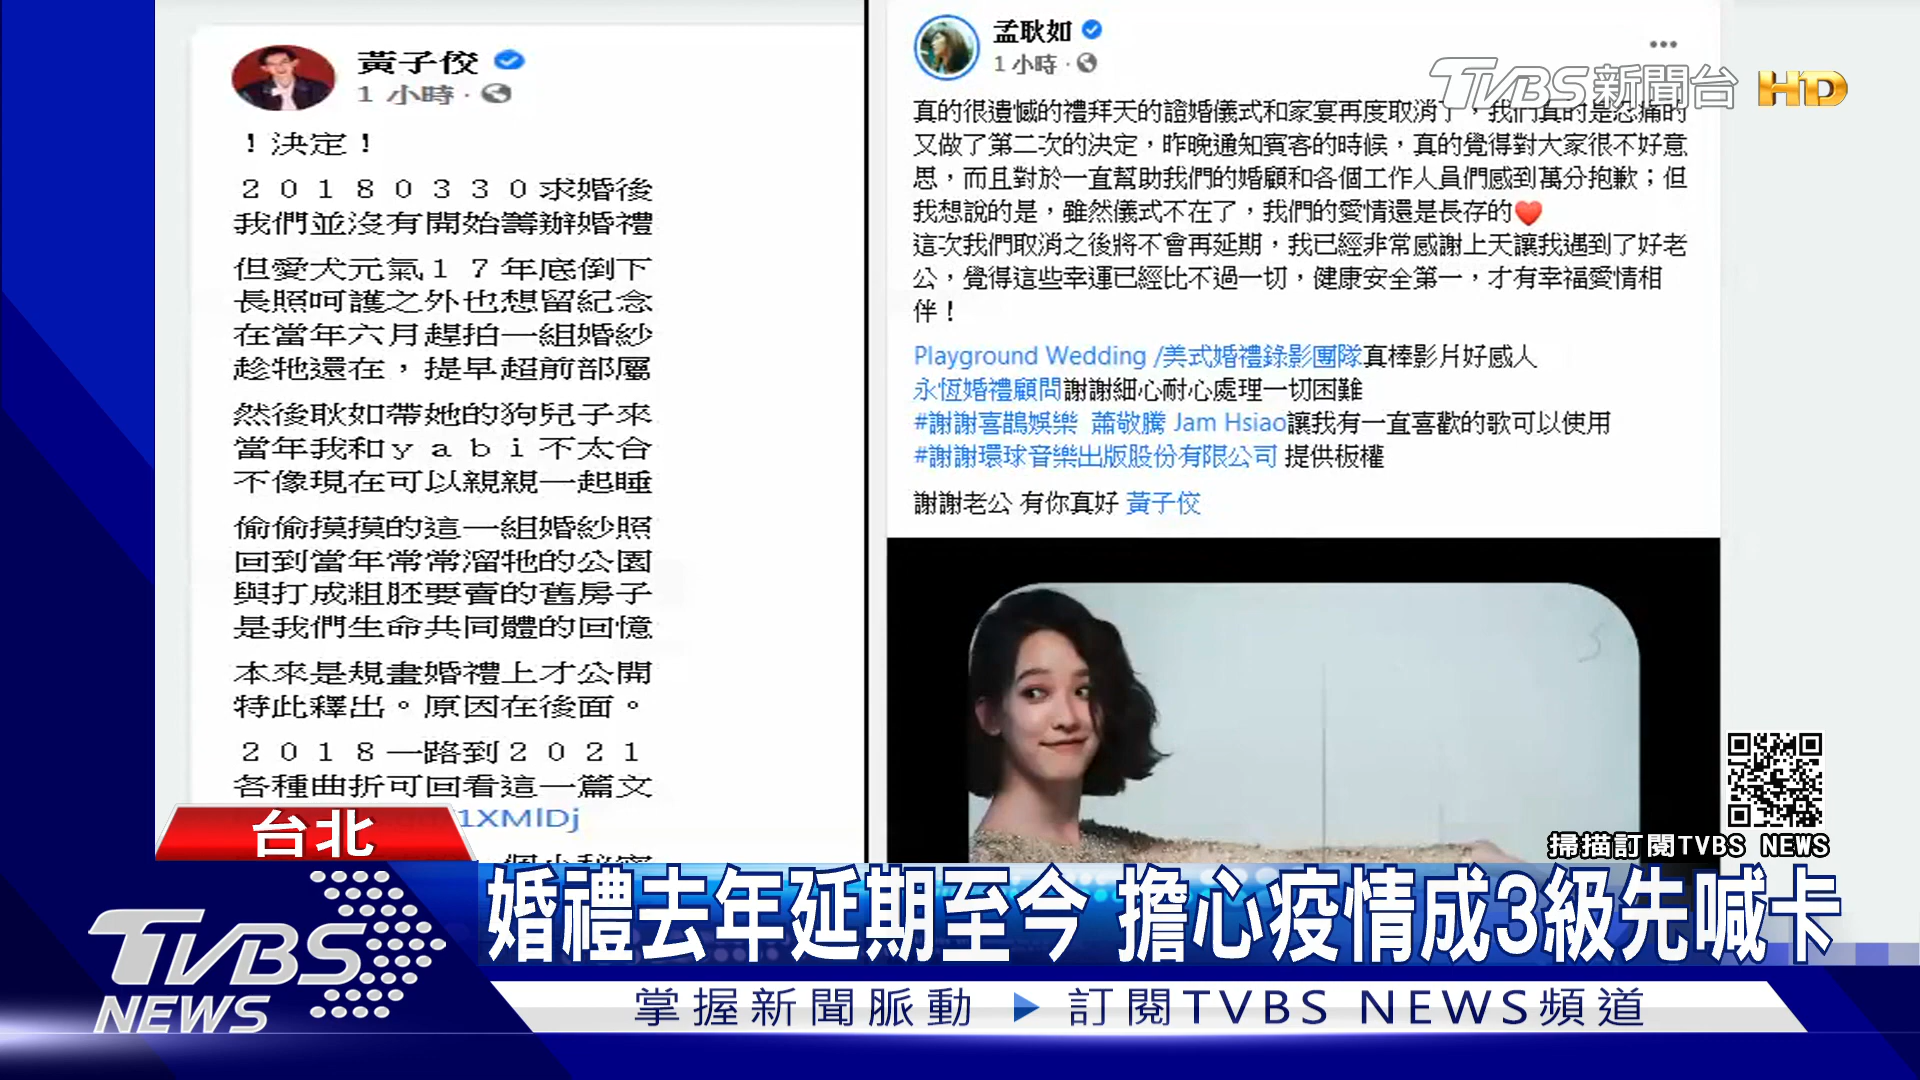 黃子佼
1 小時
！決定！
２０１８０３３０求婚後
我們並沒有開始籌辦婚禮
但愛犬元氣１７年底倒下
長照呵護之外也想留紀念
在當年六月趕拍一組婚紗
趁牠還在，提早超前部屬
然後耿如帶她的狗兒子來
當年我和ｙａｂｉ不太合
不像現在可以親親一起睡
偷偷摸摸的這一組婚紗照
回到當年常常溜牠的公園
與打成粗胚要賣的舊房子
是我們生命共同體的回憶
本來是規畫婚禮上才公開
特此釋出。原因在後面。
２０１８一路到２０２１
各種曲折可回看這一篇文
1XMlDj
孟耿如
1 小時
真的很遺憾的禮拜天的證婚儀式和家宴再度取消了，我們真的是忍痛的
又做了第二次的決定，昨晚通知賓客的時候，真的覺得對大家很不好意
思，而且對於一直幫助我們的婚顧和各個工作人員們感到萬分抱歉；但
我想說的是，雖然儀式不在了，我們的愛情還是長存的❤️
這次我們取消之後將不會再延期，我已經非常感謝上天讓我遇到了好老
公，覺得這些幸運已經比不過一切，健康安全第一，才有幸福愛情相
伴！
Playground Wedding /美式婚禮錄影團隊真棒影片好感人
永恆婚禮顧問謝謝細心耐心處理一切困難
#謝謝喜鵲娛樂 蕭敬騰 Jam Hsiao讓我有一直喜歡的歌可以使用
#謝謝環球音樂出版股份有限公司 提供板權
謝謝老公 有你真好 黃子佼
TVBS新聞台 HD
掃描訂閱TVBS NEWS
台北
婚禮去年延期至今 擔心疫情成3級先喊卡
TVBS NEWS
掌握新聞脈動 ▶ 訂閱TVBS NEWS頻道